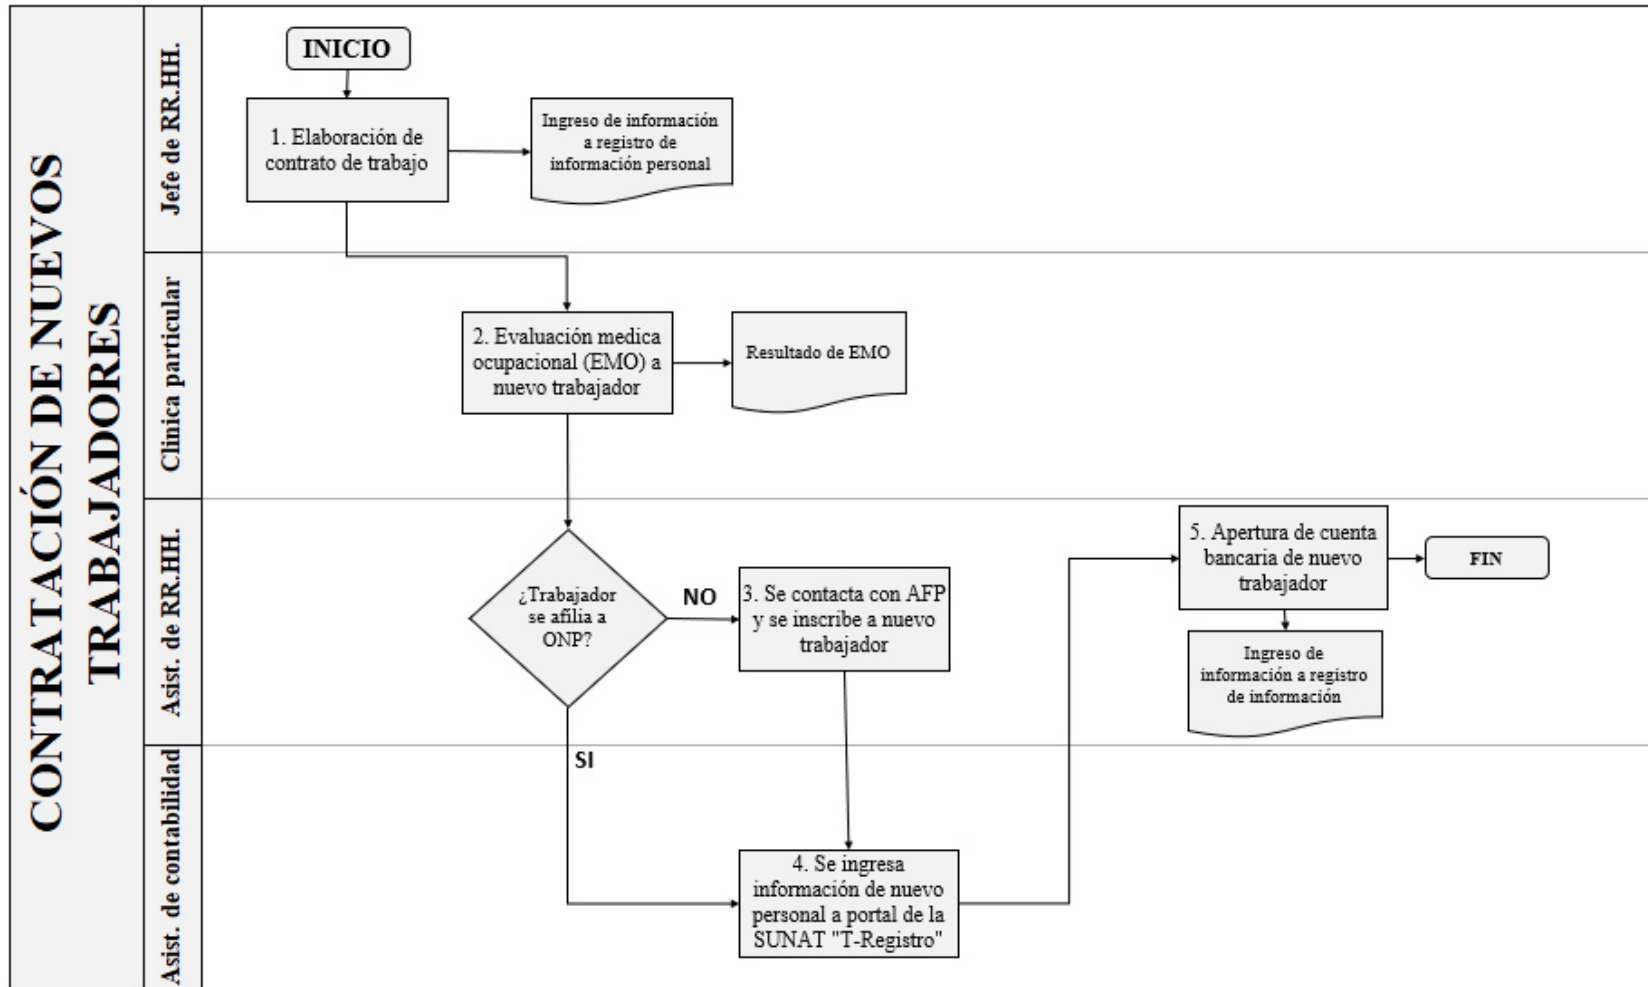 CONTRATACIÓN DE NUEVOS
TRABAJADORES
Jefe de RR.HH.
INICIO
1. Elaboración de
contrato de trabajo
Ingreso de información
a registro de
información personal
Clinica particular
2. Evaluación medica
ocupacional (EMO) a
nuevo trabajador
Resultado de EMO
Asist. de RR.HH.
¿Trabajador
se afilia a
ONP?
NO
3. Se contacta con AFP
y se inscribe a nuevo
trabajador
5. Apertura de cuenta
bancaria de nuevo
trabajador
FIN
Ingreso de
información a registro
de información
Asist. de contabilidad
SI
4. Se ingresa
información de nuevo
personal a portal de la
SUNAT "T-Registro"